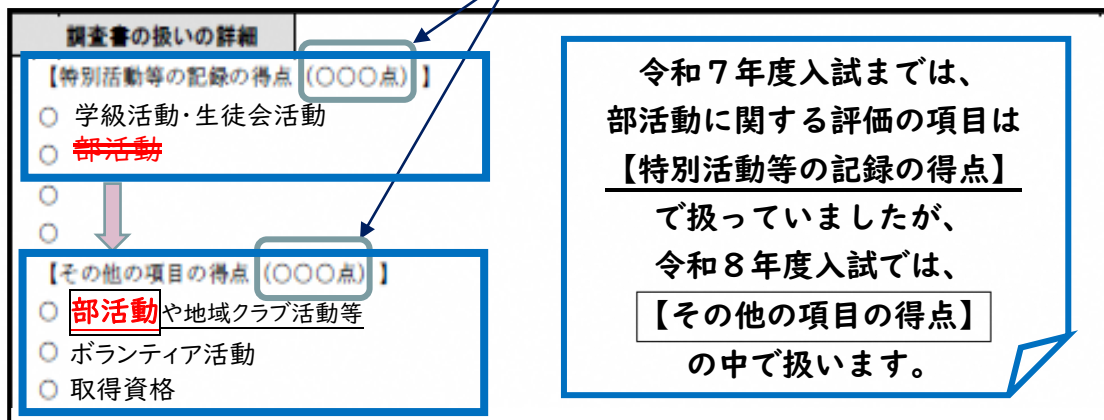 調査書の扱いの詳細
【特別活動等の記録の得点(○○○点)】
○ 学級活動・生徒会活動
○ 部活動
○
○
【その他の項目の得点(○○○点)】
○ 部活動や地域クラブ活動等
○ ボランティア活動
○ 取得資格
令和7年度入試までは、
部活動に関する評価の項目は
【特別活動等の記録の得点】
で扱っていましたが、
令和8年度入試では、
【その他の項目の得点】
の中で扱います。